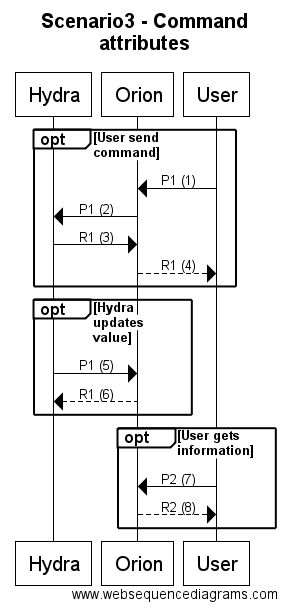 Scenario3 - Command
attributes
Hydra Orion User
opt [User send
command]
P1 (1)
P1 (2)
R1 (3)
R1 (4)
opt [Hydra
updates
value]
P1 (5)
R1 (6)
opt [User gets
information]
P2 (7)
R2 (8)
Hydra Orion User
www.websequencediagrams.com